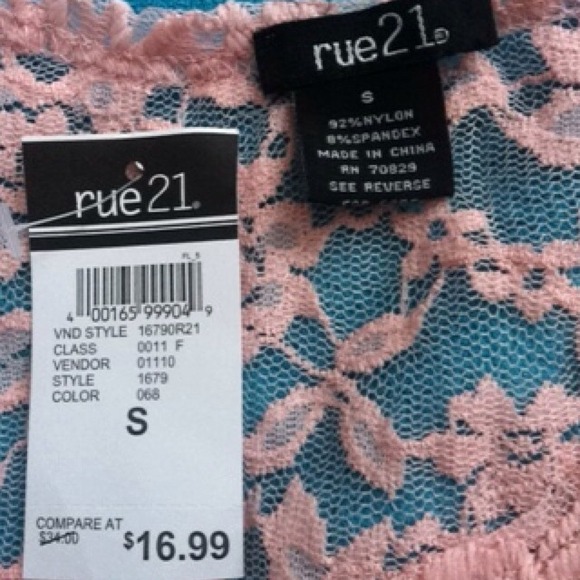 rue21®
S
92%NYLON
8%SPANDEX
MADE IN CHINA
RN 70829
SEE REVERSE
rue21®
FL_S
4 00165 99904 9
VND STYLE 16790R21
CLASS 0011 F
VENDOR 01110
STYLE 1679
COLOR 068
S
COMPARE AT
$34.00
$16.99